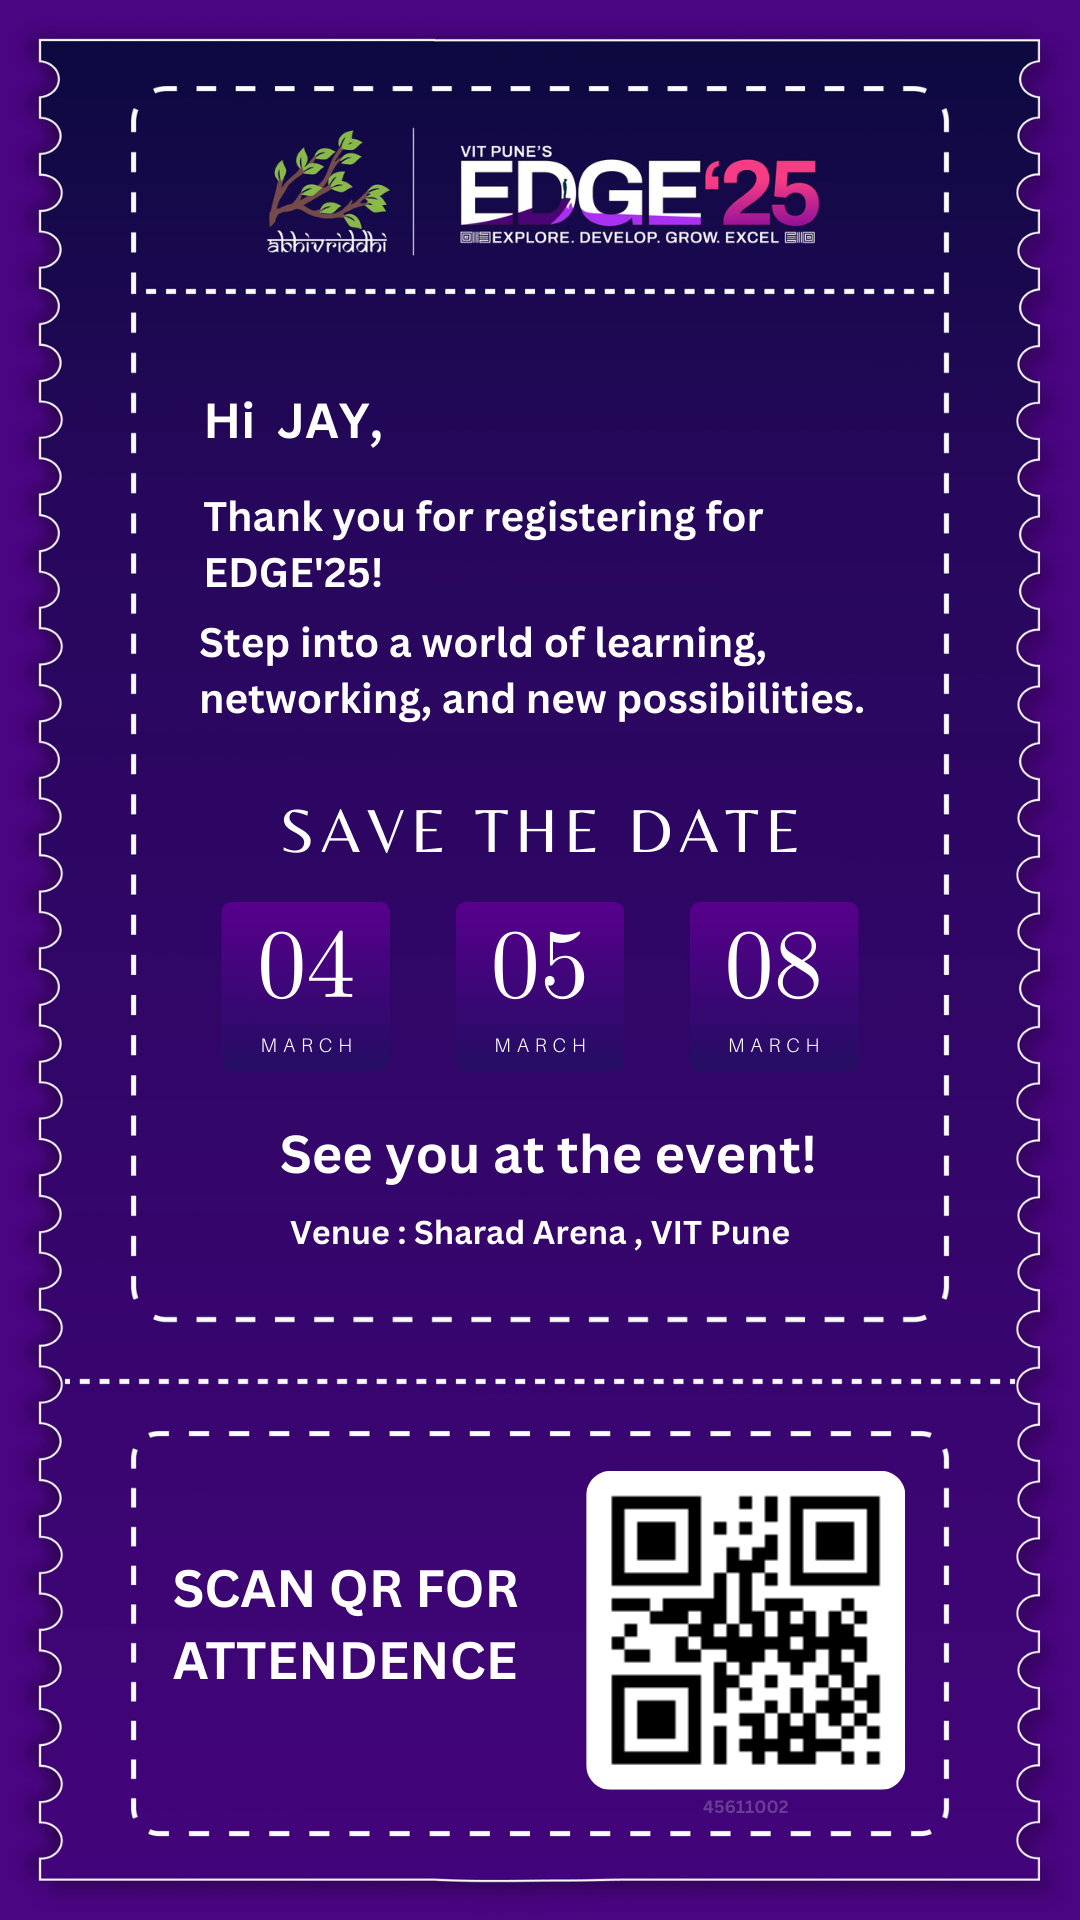 abhivriddhi
VIT PUNE'S
EDGE'25
EXPLORE. DEVELOP. GROW. EXCEL
Hi JAY,
Thank you for registering for
EDGE'25!
Step into a world of learning,
networking, and new possibilities.
SAVE THE DATE
04 05 08
MARCH MARCH MARCH
See you at the event!
Venue : Sharad Arena , VIT Pune
SCAN QR FOR
ATTENDENCE
45611002